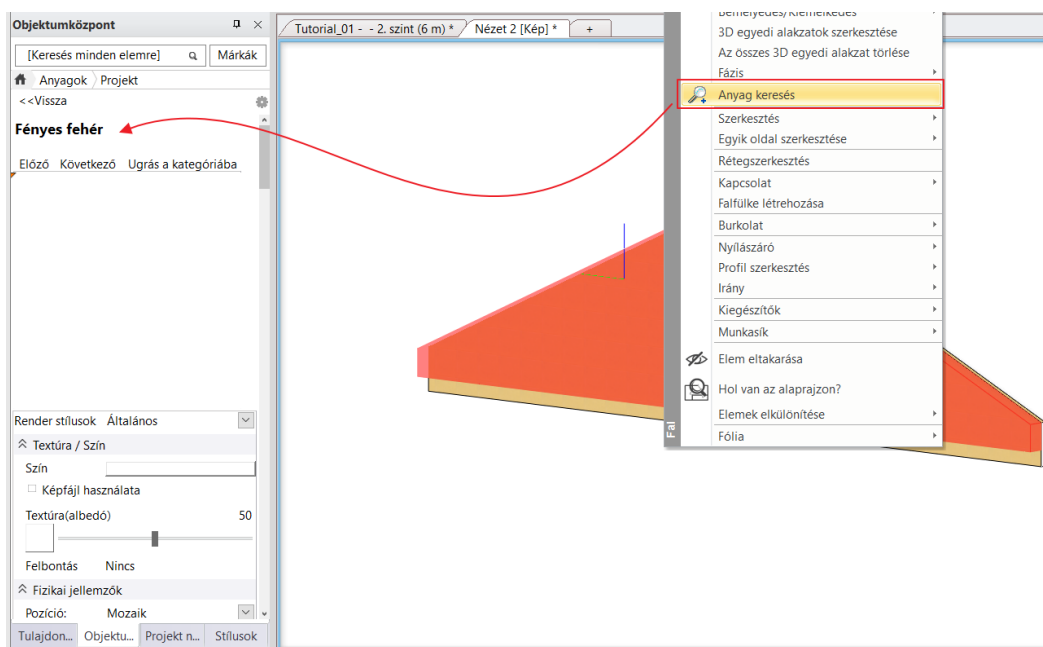 Objektumközpont
[Keresés minden elemre]
Márkák
Anyagok Projekt
<<Vissza
Fényes fehér
Előző Következő Ugrás a kategóriába
Render stílusok Általános
Textúra / Szín
Szín
Képfájl használata
Textúra(albedó) 50
Felbontás Nincs
Fizikai jellemzők
Pozíció: Mozaik
Tulajdon... Objektu... Projekt n... Stílusok
Tutorial_01 - - 2. szint (6 m) * Nézet 2 [Kép] * +
Bemélyedés/Kiemelkedés
3D egyedi alakzatok szerkesztése
Az összes 3D egyedi alakzat törlése
Fázis
Anyag keresés
Szerkesztés
Egyik oldal szerkesztése
Rétegszerkesztés
Kapcsolat
Falfülke létrehozása
Burkolat
Nyílászáró
Profil szerkesztés
Irány
Kiegészítők
Munkasík
Elem eltakarása
Hol van az alaprajzon?
Elemek elkülönítése
Fólia
Fal